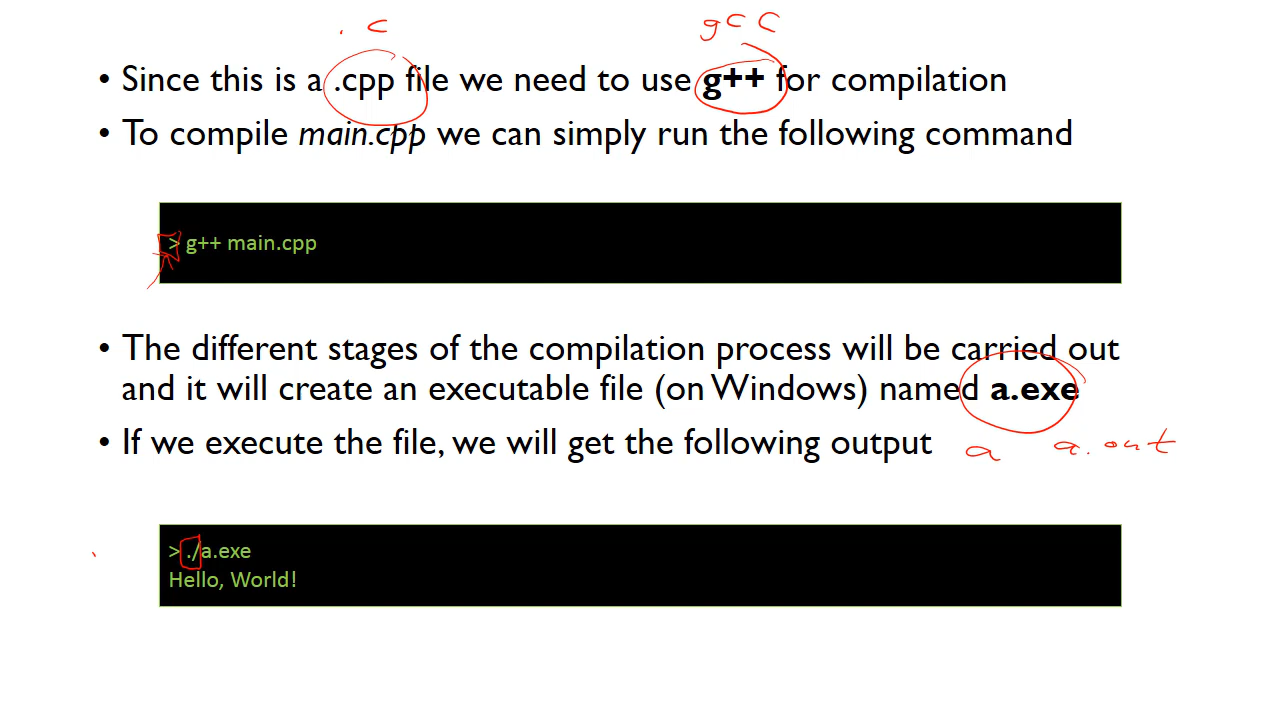 . c gcc
• Since this is a .cpp file we need to use g++ for compilation
• To compile main.cpp we can simply run the following command
> g++ main.cpp
• The different stages of the compilation process will be carried out
and it will create an executable file (on Windows) named a.exe
• If we execute the file, we will get the following output
a a.out
> ./a.exe
Hello, World!